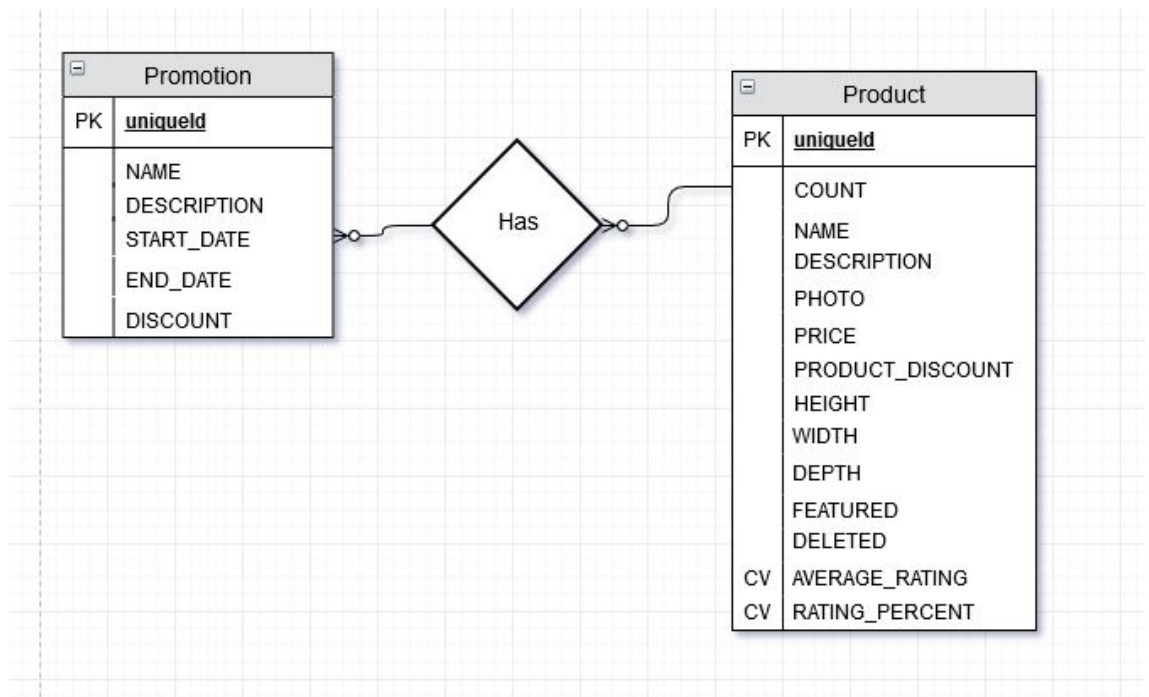 Promotion
PK uniqueId
NAME
DESCRIPTION
START_DATE
END_DATE
DISCOUNT
Has
Product
PK uniqueId
COUNT
NAME
DESCRIPTION
PHOTO
PRICE
PRODUCT_DISCOUNT
HEIGHT
WIDTH
DEPTH
FEATURED
DELETED
CV AVERAGE_RATING
CV RATING_PERCENT